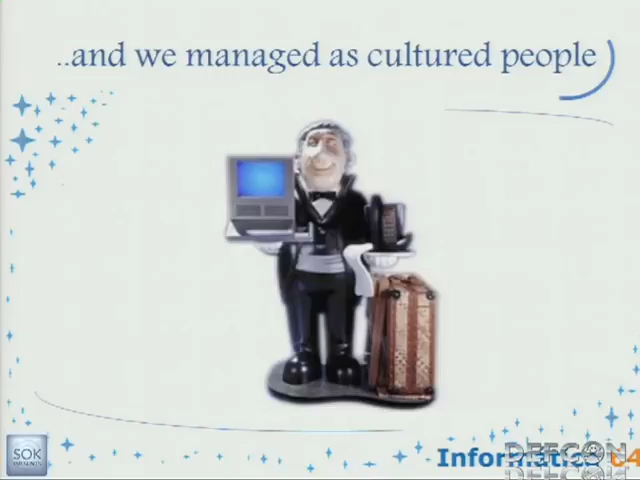 ..and we managed as cultured people
SOK
DEFCON
Informatica